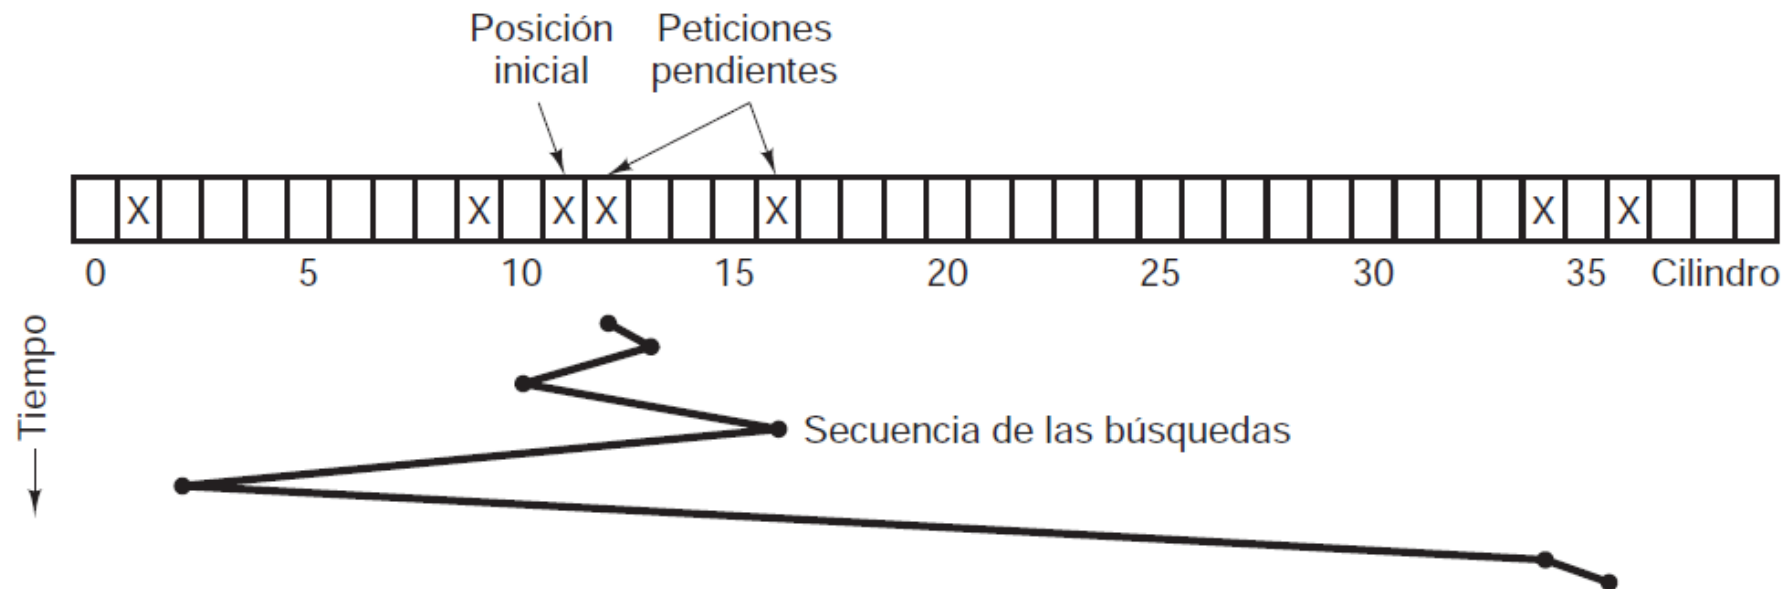 Posición
inicial
Peticiones
pendientes
X X X X X X X
0 5 10 15 20 25 30 35 Cilindro
Tiempo
Secuencia de las búsquedas